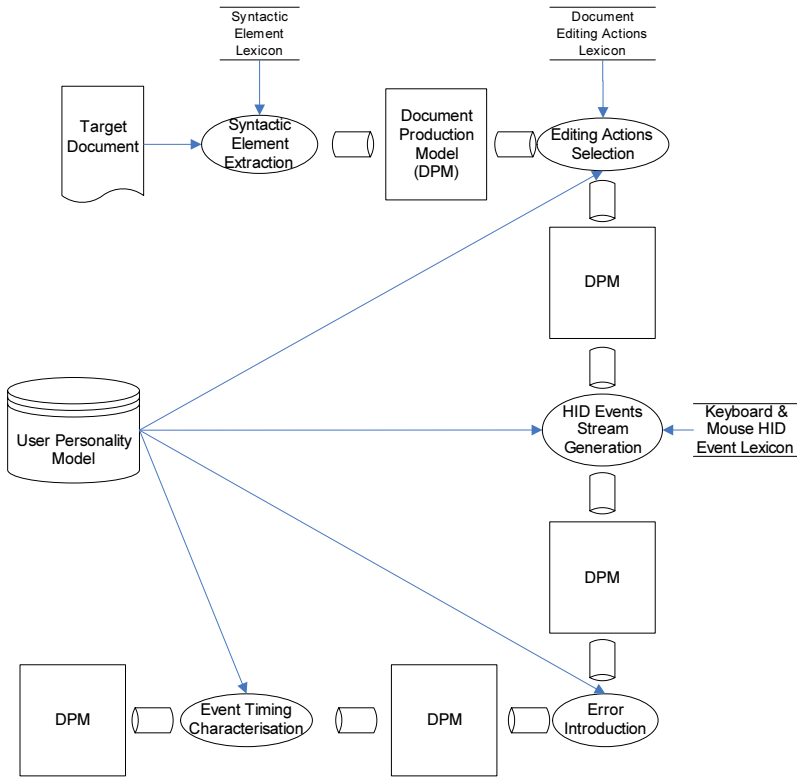 Syntactic
Element
Lexicon
Document
Editing Actions
Lexicon
Target
Document
Syntactic
Element
Extraction
Document
Production
Model
(DPM)
Editing Actions
Selection
DPM
User Personality
Model
HID Events
Stream
Generation
Keyboard &
Mouse HID
Event Lexicon
DPM
DPM
Event Timing
Characterisation
DPM
Error
Introduction